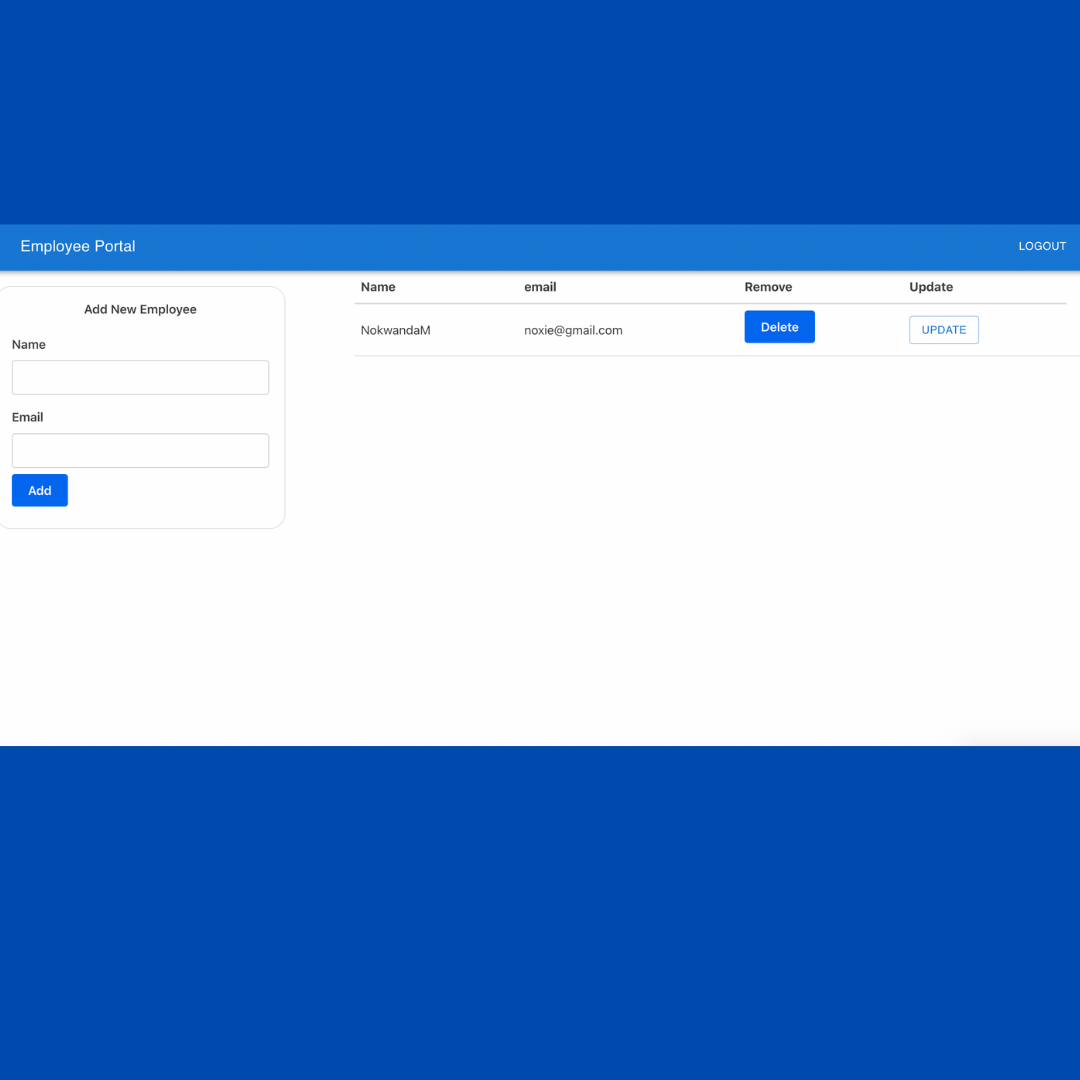 Employee Portal
LOGOUT
Add New Employee
Name
Email
Add
Name email Remove Update
NokwandaM noxie@gmail.com Delete UPDATE